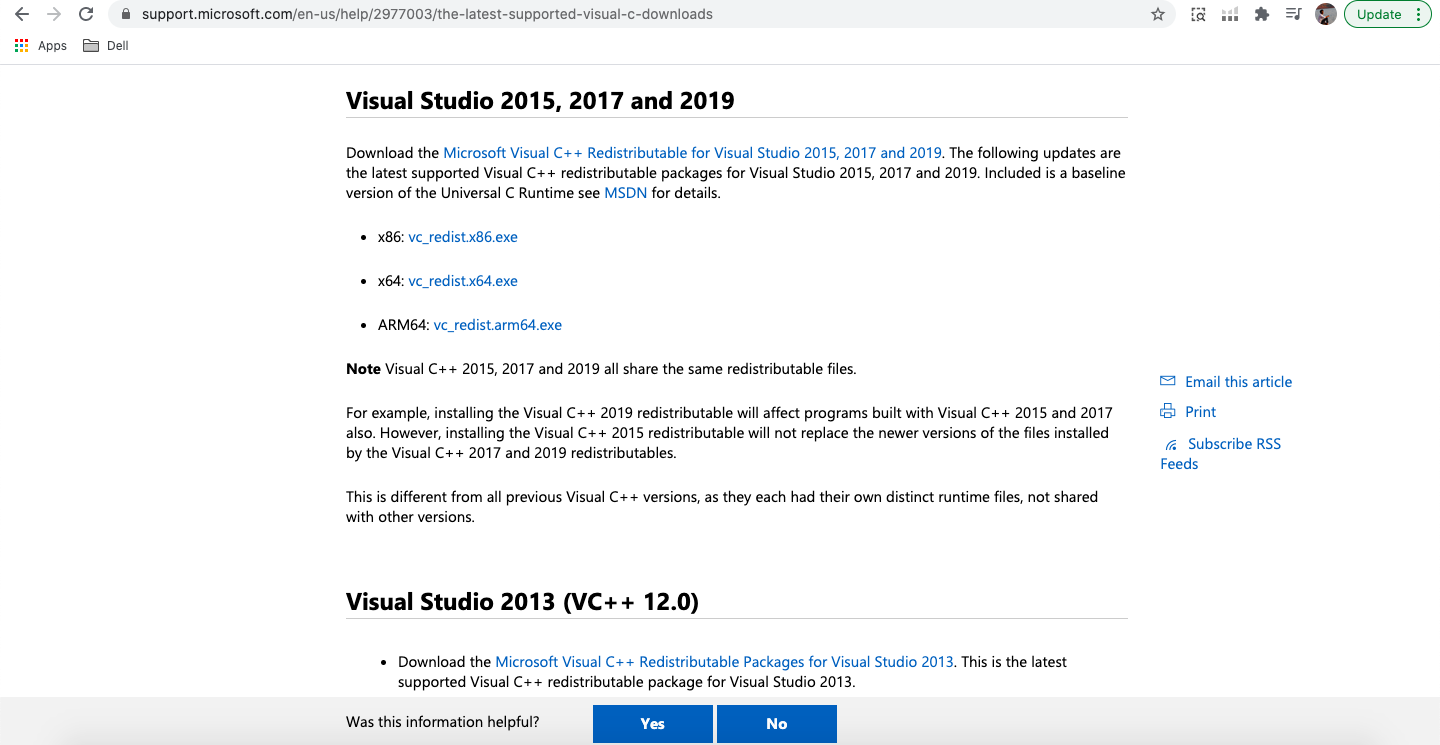 support.microsoft.com/en-us/help/2977003/the-latest-supported-visual-c-downloads
Update
Apps
Dell
Visual Studio 2015, 2017 and 2019
Download the Microsoft Visual C++ Redistributable for Visual Studio 2015, 2017 and 2019. The following updates are
the latest supported Visual C++ redistributable packages for Visual Studio 2015, 2017 and 2019. Included is a baseline
version of the Universal C Runtime see MSDN for details.
• x86: vc_redist.x86.exe
• x64: vc_redist.x64.exe
• ARM64: vc_redist.arm64.exe
Note Visual C++ 2015, 2017 and 2019 all share the same redistributable files.
For example, installing the Visual C++ 2019 redistributable will affect programs built with Visual C++ 2015 and 2017
also. However, installing the Visual C++ 2015 redistributable will not replace the newer versions of the files installed
by the Visual C++ 2017 and 2019 redistributables.
This is different from all previous Visual C++ versions, as they each had their own distinct runtime files, not shared
with other versions.
Email this article
Print
Subscribe RSS
Feeds
Visual Studio 2013 (VC++ 12.0)
• Download the Microsoft Visual C++ Redistributable Packages for Visual Studio 2013. This is the latest
supported Visual C++ redistributable package for Visual Studio 2013.
Was this information helpful?
Yes
No